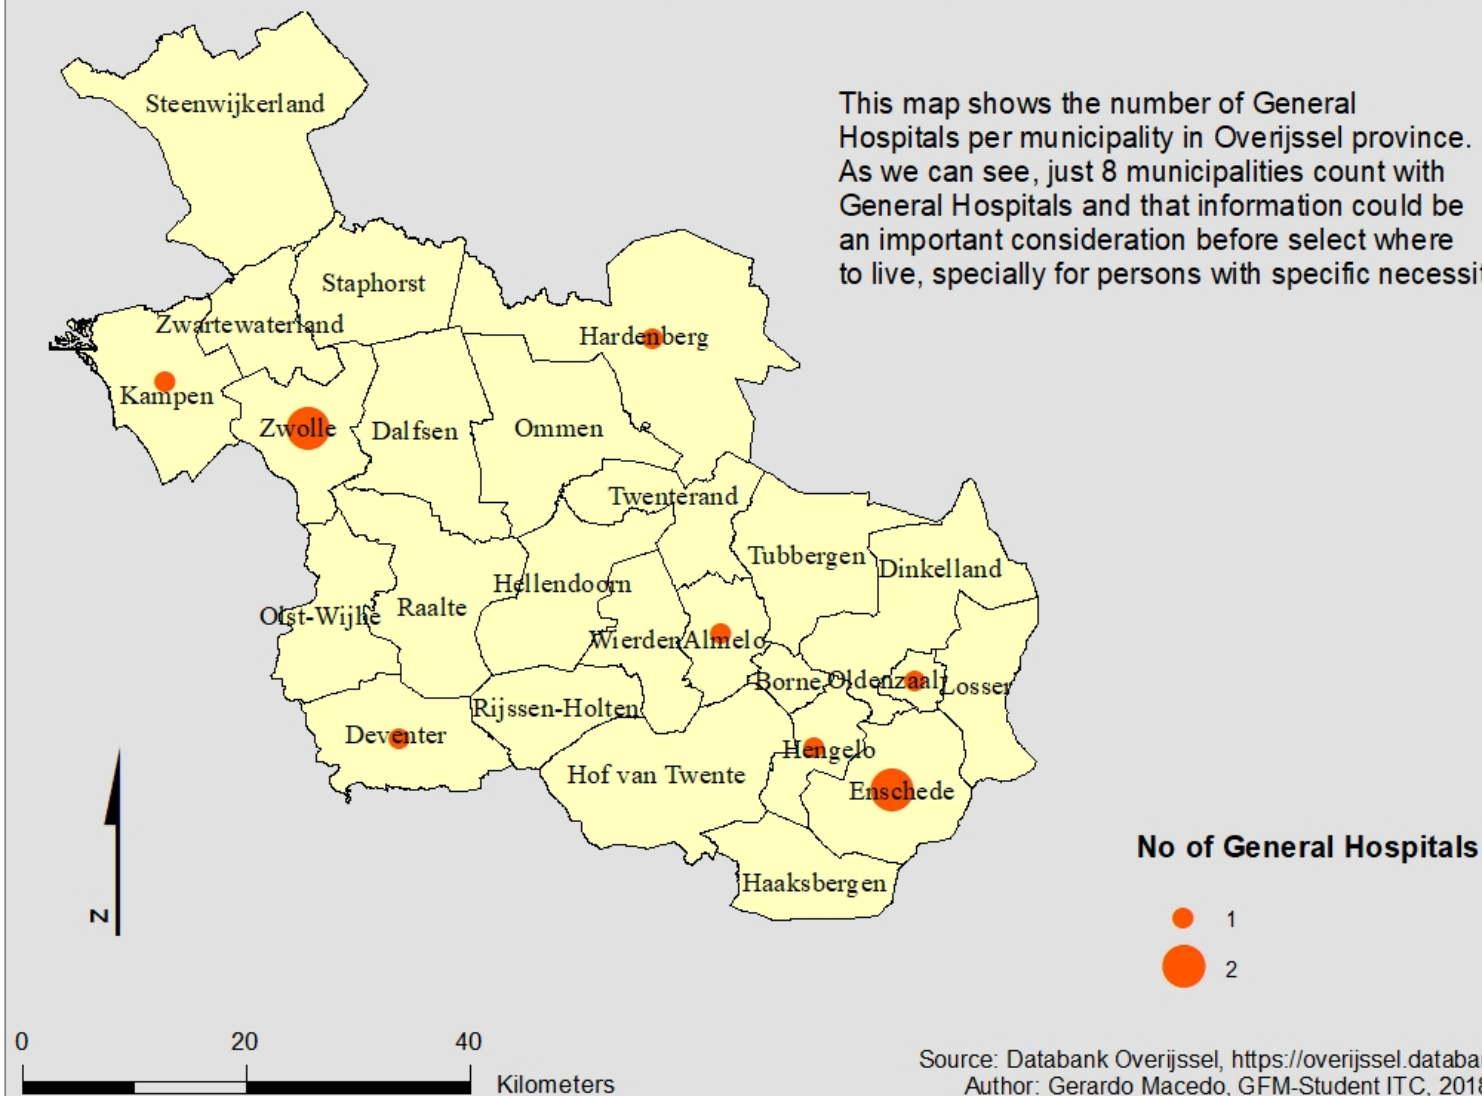 This map shows the number of General
Hospitals per municipality in Overijssel province.
As we can see, just 8 municipalities count with
General Hospitals and that information could be
an important consideration before select where
to live, specially for persons with specific necessit
Steenwijkerland
Staphorst
Zwartewaterland
Hardenberg
Kampen
Zwolle
Dalfsen
Ommen
Twenterand
Tubbergen
Dinkelland
Hellendoorn
Olst-Wijhe
Raalte
Wierden
Almelo
Borne
Oldenzaal
Losser
Rijssen-Holten
Deventer
Hengelo
Hof van Twente
Enschede
Haaksbergen
No of General Hospitals
1
2
N
0 20 40
Kilometers
Source: Databank Overijssel, https://overijssel.databa
Author: Gerardo Macedo, GFM-Student ITC, 2018